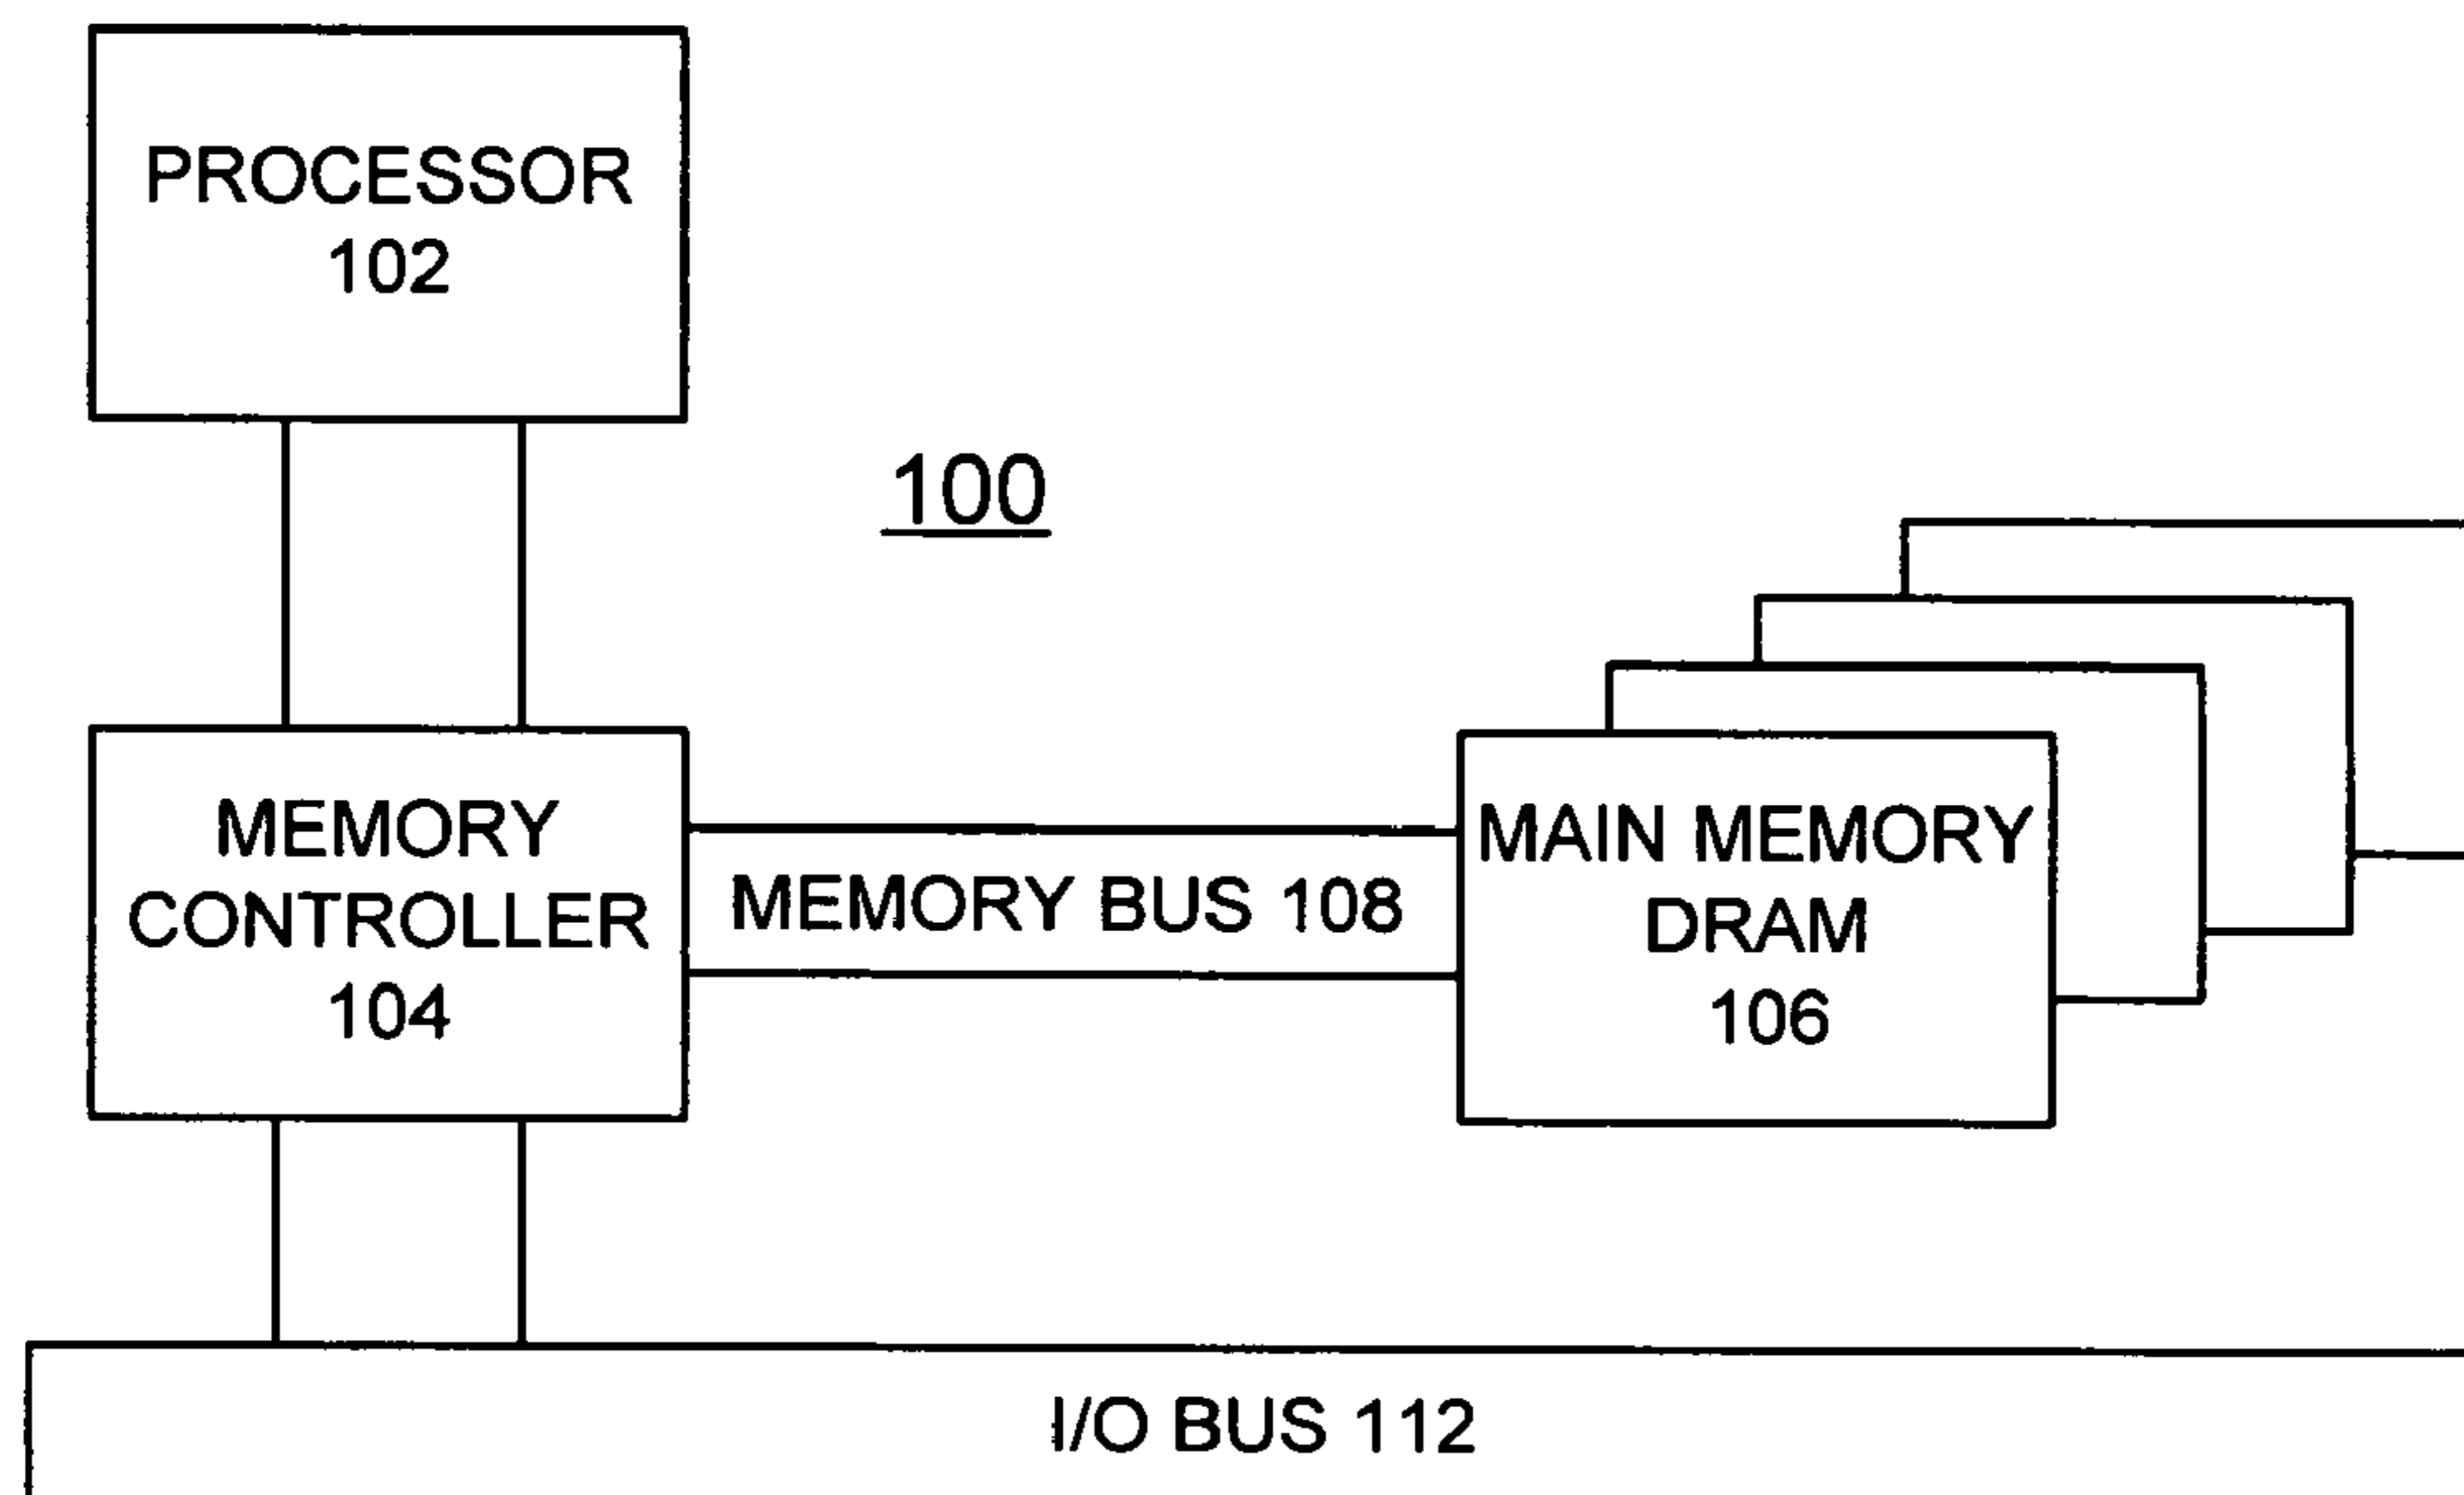 PROCESSOR
102
100
MEMORY
CONTROLLER
104
MEMORY BUS 108
MAIN MEMORY
DRAM
106
I/O BUS 112